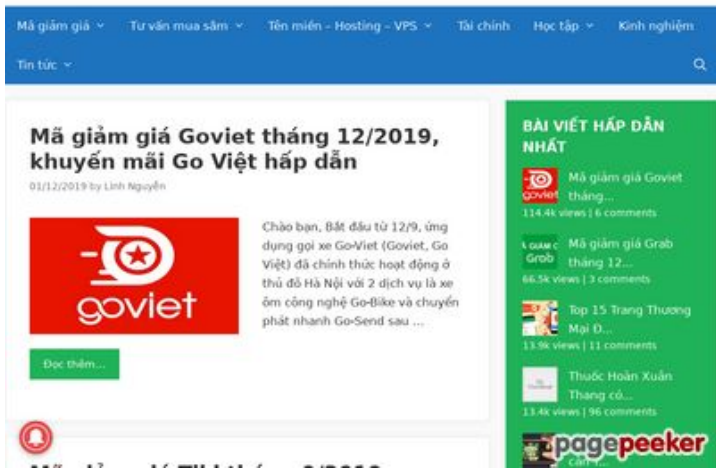 Mã giảm giá Tư vấn mua sắm Tên miền – Hosting – VPS Tài chính Học tập Kinh nghiệm
Tin tức
Mã giảm giá Goviet tháng 12/2019,
khuyến mãi Go Việt hấp dẫn
01/12/2019 by Linh Nguyễn
goviet
Chào bạn, Bắt đầu từ 12/9, ứng
dụng gọi xe Go-Viet (Goviet, Go
Việt) đã chính thức hoạt động ở
thủ đô Hà Nội với 2 dịch vụ là xe
ôm công nghệ Go-Bike và chuyển
phát nhanh Go-Send sau ...
Đọc thêm...
BÀI VIẾT HẤP DẪN
NHẤT
goviet
Mã giảm giá Goviet
tháng...
114.4k views | 6 comments
Grab
Mã giảm giá Grab
tháng 12...
66.5k views | 3 comments
Top 15 Trang Thương
Mại Đ...
13.9k views | 11 comments
Thuốc Hoàn Xuân
Thang có...
13.4k views | 96 comments
pagepeeker